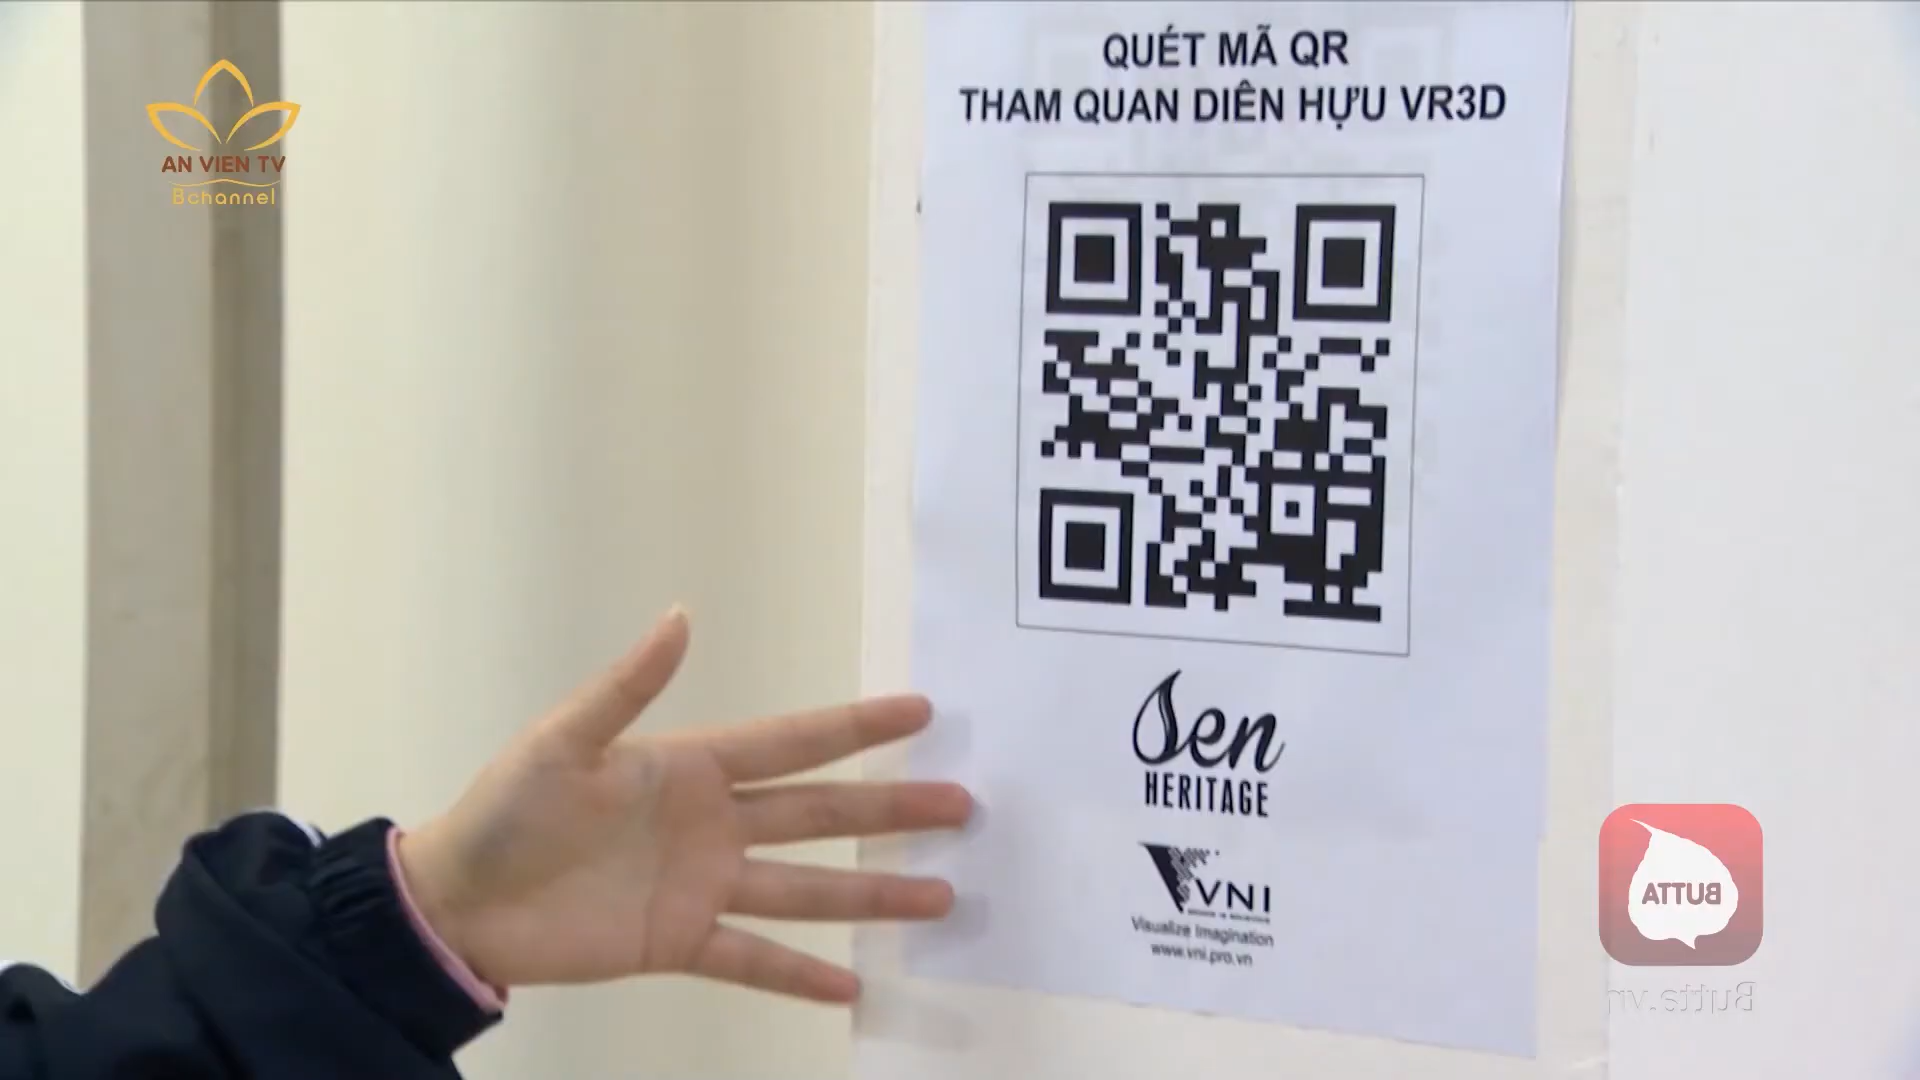 AN VIEN TV
Bchannel
QUÉT MÃ QR
THAM QUAN DIÊN HỰU VR3D
Sen
HERITAGE
VNI
Visualize Imagination
www.vni.pro.vn
BUTTA
Butta.vn